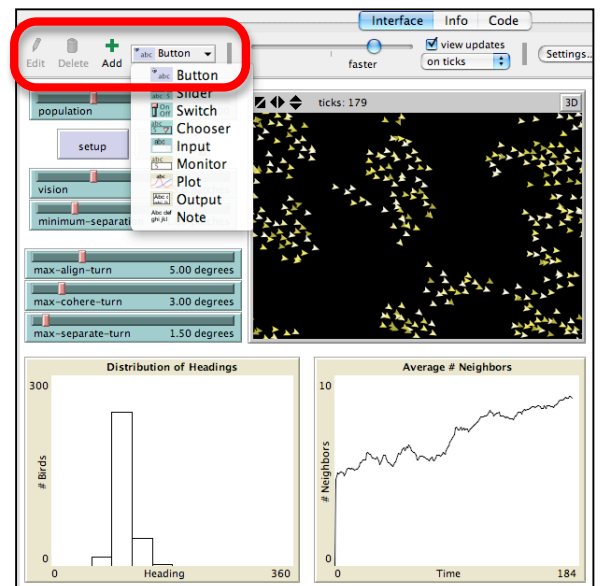 Interface Info Code
Edit Delete Add
abc Button
faster
view updates
on ticks
Settings..
Button
Slider
Switch
Chooser
Input
Monitor
Plot
Output
Note
population
setup
vision
minimum-separati
max-align-turn 5.00 degrees
max-cohere-turn 3.00 degrees
max-separate-turn 1.50 degrees
ticks: 179
3D
Distribution of Headings
300
# Birds
0
0 Heading 360
Average # Neighbors
10
# Neighbors
0
0 Time 184